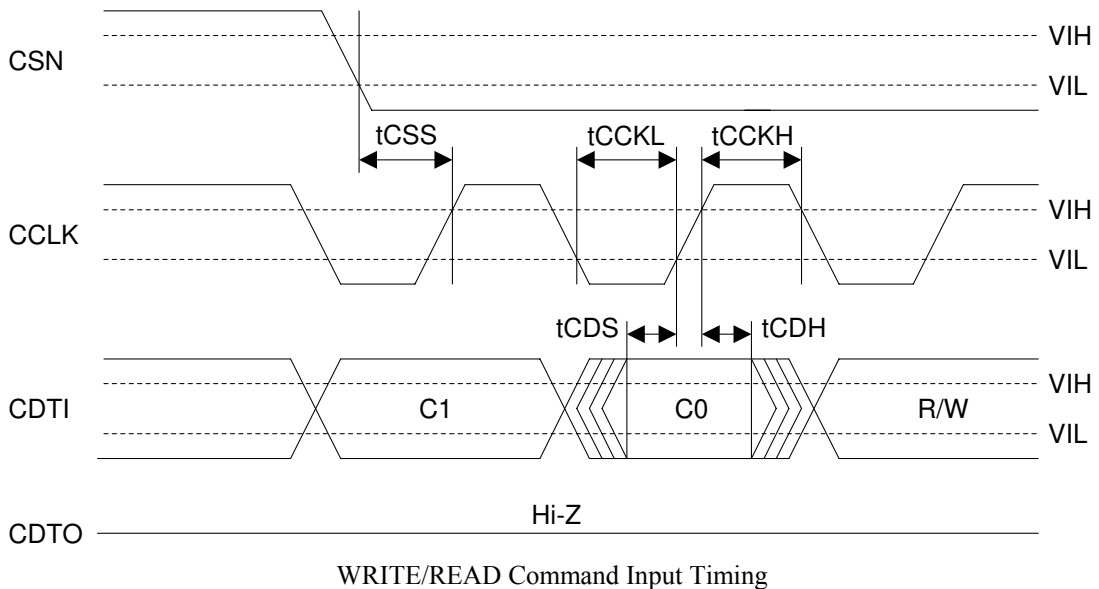 VIH
CSN
VIL
tCSS tCCKL tCCKH
VIH
CCLK
VIL
tCDS tCDH
VIH
CDTI C1 C0 R/W
VIL
Hi-Z
CDTO
WRITE/READ Command Input Timing